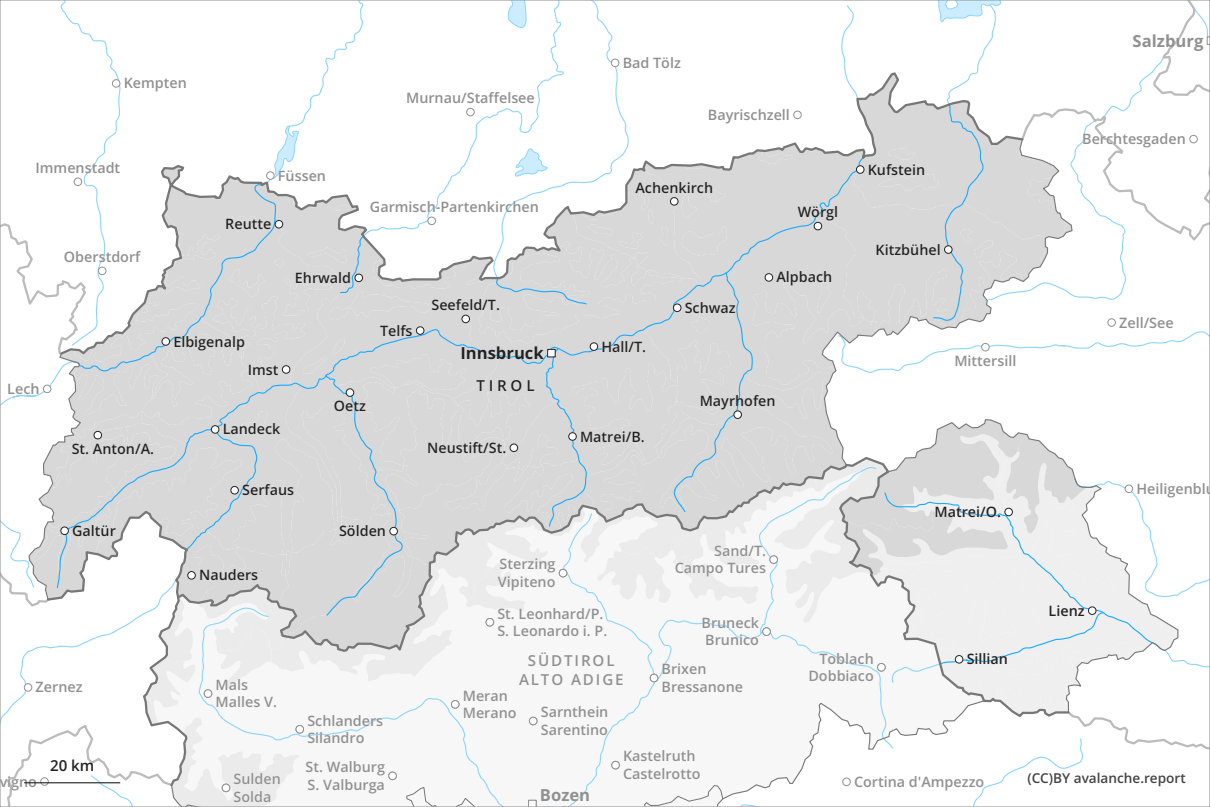 Salzburg
Bad Tölz
Kempten
Murnau/Staffelsee
Bayrischzell
Berchtesgaden
Immenstadt
Füssen
Kufstein
Achenkirch
Garmisch-Partenkirchen
Wörgl
Reutte
Kitzbühel
Oberstdorf
Ehrwald
Alpbach
Seefeld/T.
Schwaz
Telfs
Zell/See
Elbigenalp
Innsbruck
Hall/T.
Mittersill
Imst
TIROL
Lech
Oetz
Mayrhofen
Landeck
Matrei/B.
St. Anton/A.
Neustift/St.
Serfaus
Heiligenblu
Matrei/O.
Galtür
Sölden
Sand/T.
Campo Tures
Sterzing
Vipiteno
Nauders
St. Leonhard/P.
S. Leonardo i. P.
Lienz
Bruneck
Brunico
SÜDTIROL
ALTO ADIGE
Toblach
Dobbiaco
Sillian
Brixen
Bressanone
Zernez
Mals
Malles V.
Meran
Merano
Sarnthein
Sarentino
Schlanders
Silandro
Kastelruth
Castelrotto
20 km
St. Walburg
S. Valburga
Sulden
Solda
vigno
Cortina d'Ampezzo
(CC)BY avalanche.report
Bozen